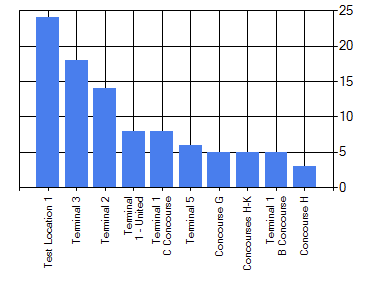 25
20
15
10
5
0
Test Location 1
Terminal 3
Terminal 2
Terminal
1 - United
Terminal 1
C Concourse
Terminal 5
Concourse G
Concourses H-K
Terminal 1
B Concourse
Concourse H